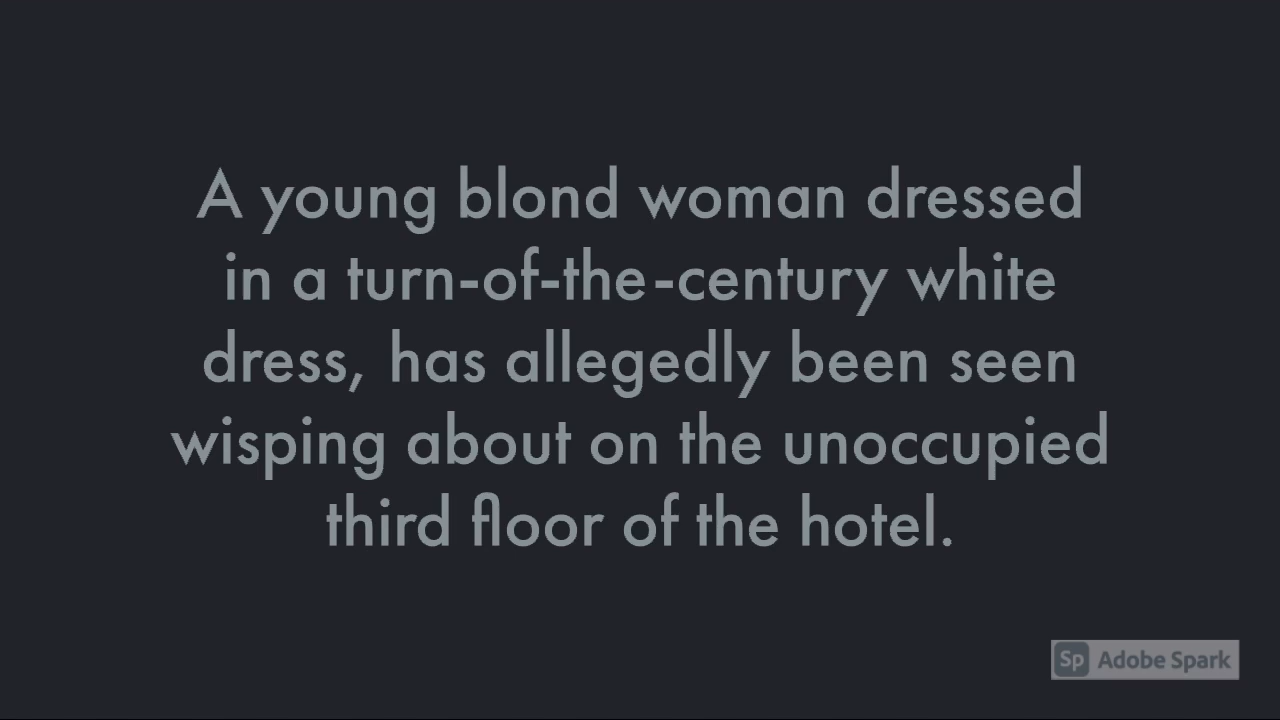 A young blond woman dressed
in a turn-of-the-century white
dress, has allegedly been seen
wisping about on the unoccupied
third floor of the hotel.
Sp Adobe Spark